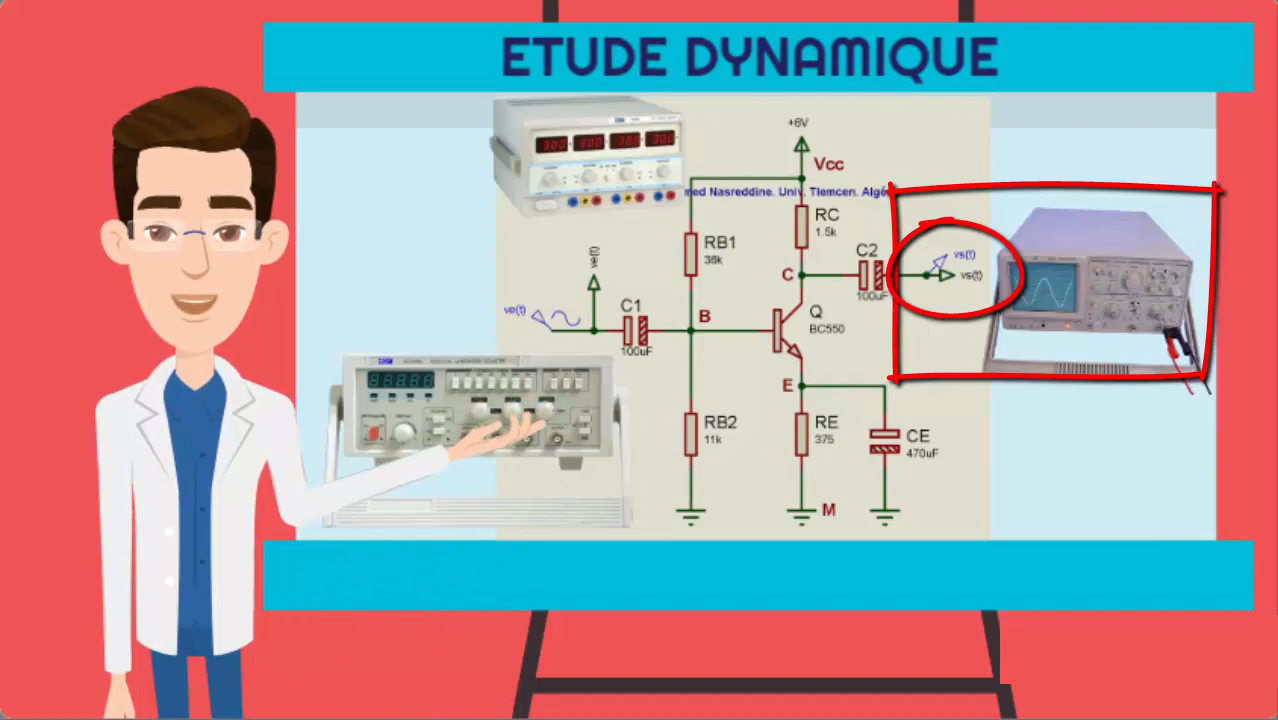 ETUDE DYNAMIQUE
+6V
Vcc
med Nasreddine. Univ. Tlemcen. Algé
RC
1.5k
RB1
36k
C2
100uF
vs(t)
vs(t)
C
ve(t)
ve(t)
C1
100uF
B
Q
BC550
E
RB2
11k
RE
375
CE
470uF
M